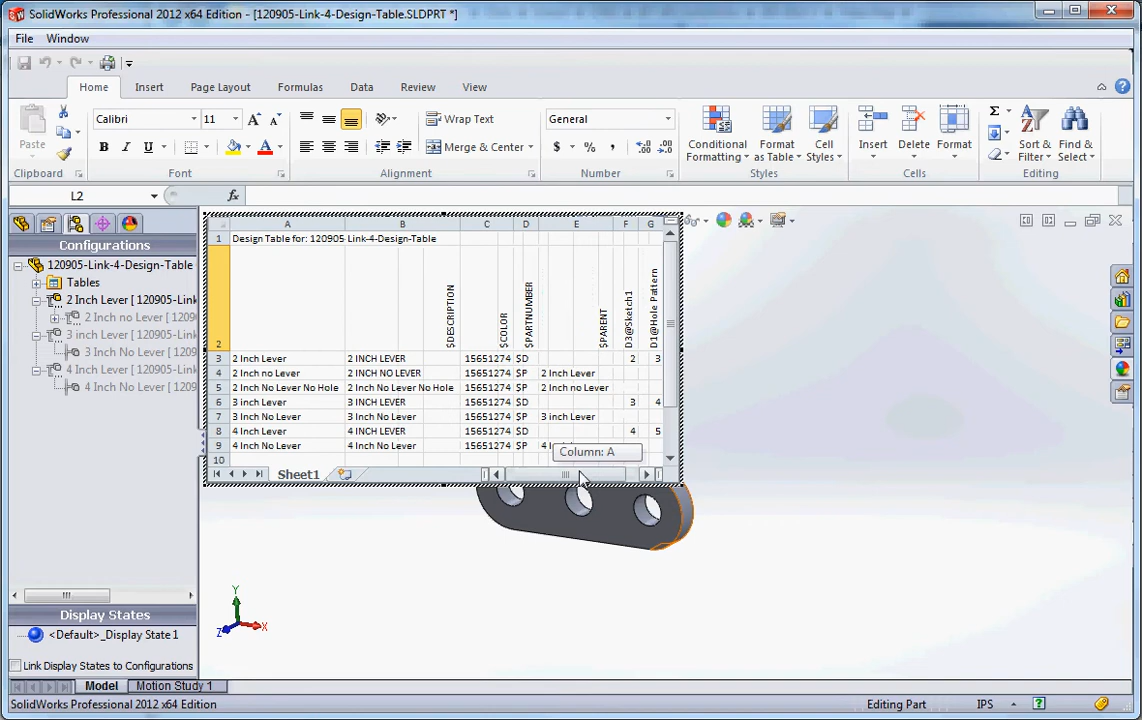 SolidWorks Professional 2012 x64 Edition - [120905-Link-4-Design-Table.SLDPRT *]
File Window
Home Insert Page Layout Formulas Data Review View
Paste Calibri 11 Wrap Text General Conditional Formatting Format as Table Cell Styles Insert Delete Format Sort & Filter Find & Select
B I U A Merge & Center $ % ,
Clipboard Font Alignment Number Styles Cells Editing
L2 fx
Configurations
120905-Link-4-Design-Table
Tables
2 Inch Lever [ 120905-Link
2 Inch no Lever [ 1209
3 inch Lever [ 120905-Link
3 Inch No Lever [ 1209
4 Inch Lever [ 120905-Link
4 Inch No Lever [ 1209
A B C D E F G
1 Design Table for: 120905-Link-4-Design-Table
2 $DESCRIPTION $COLOR $PARTNUMBER $PARENT D3@Sketch1 D1@Hole Pattern
3 2 Inch Lever 2 INCH LEVER 15651274 $D 2 3
4 2 Inch no Lever 2 INCH NO LEVER 15651274 $P 2 Inch Lever
5 2 Inch No Lever No Hole 2 Inch No Lever No Hole 15651274 $P 2 Inch no Lever
6 3 inch Lever 3 INCH LEVER 15651274 $D 3 4
7 3 Inch No Lever 3 Inch No Lever 15651274 $P 3 inch Lever
8 4 Inch Lever 4 INCH LEVER 15651274 $D 4 5
9 4 Inch No Lever 4 Inch No Lever 15651274 $P 4
10
Column: A
Sheet1
Y
X
Z
Display States
<Default>_Display State 1
Link Display States to Configurations
Model Motion Study 1
SolidWorks Professional 2012 x64 Edition Editing Part IPS